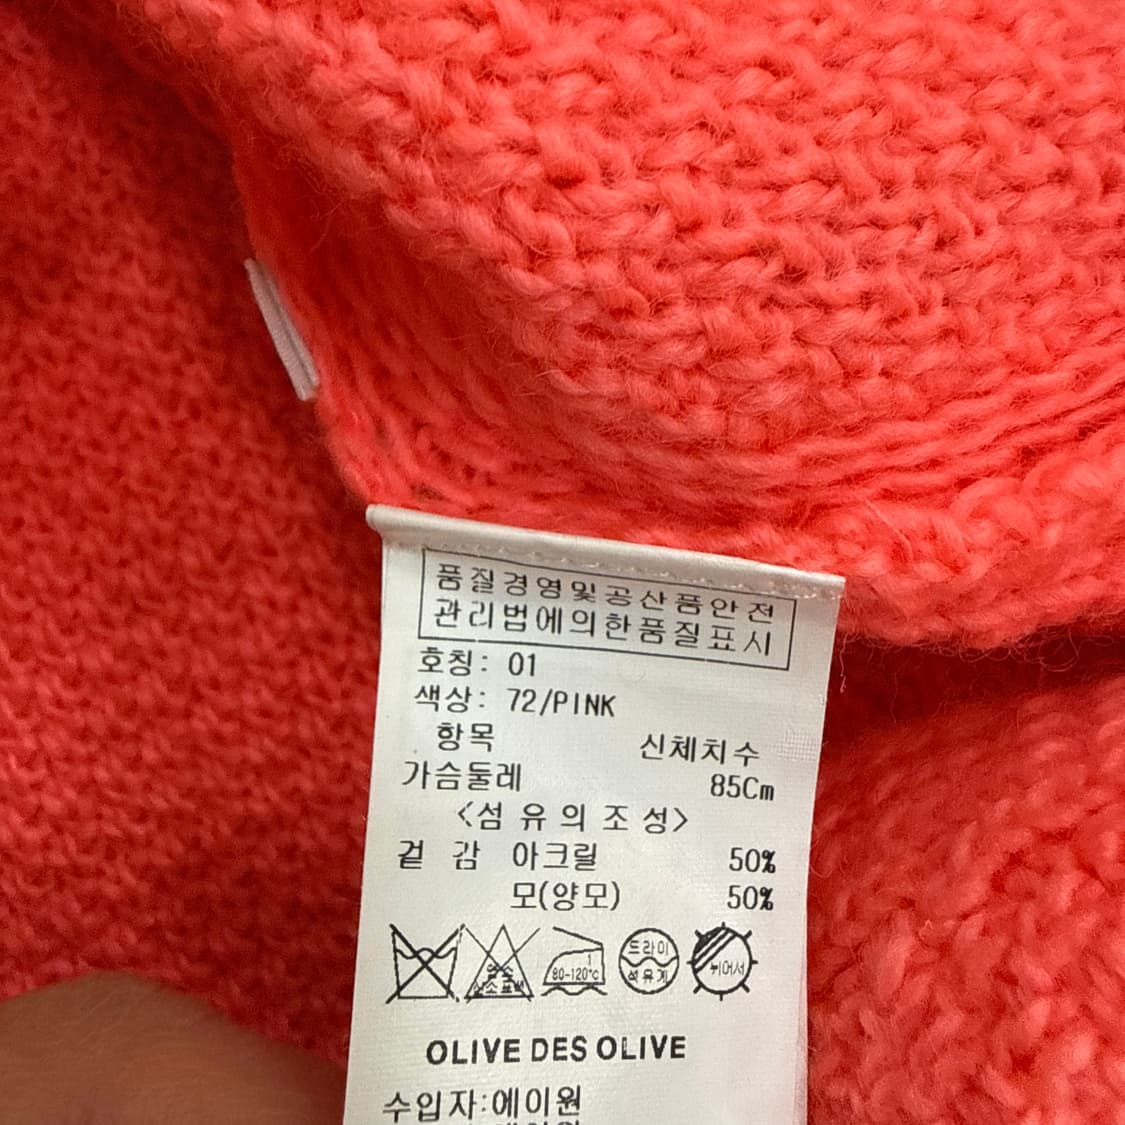 품질경영및공산품안전
관리법에의한품질표시
호칭: 01
색상: 72/PINK
항목 신체치수
가슴둘레 85Cm
<섬유의조성>
겉감 아크릴 50%
모(양모) 50%
80~120℃
드라이
석유계
뉘어서
OLIVE DES OLIVE
수입자:에이원